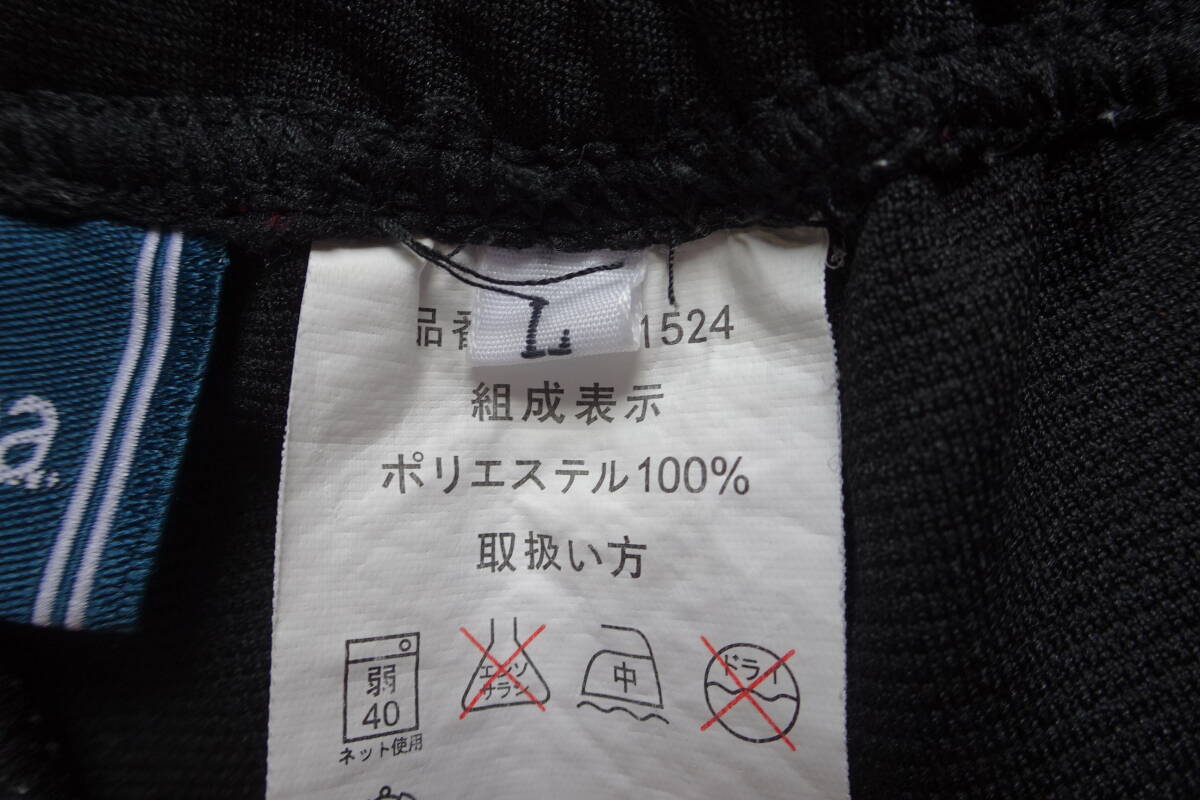 a
L
品番 1524
組成表示
ポリエステル100%
取扱い方
弱 エンソ 中 ドライ
40 サラシ
ネット使用